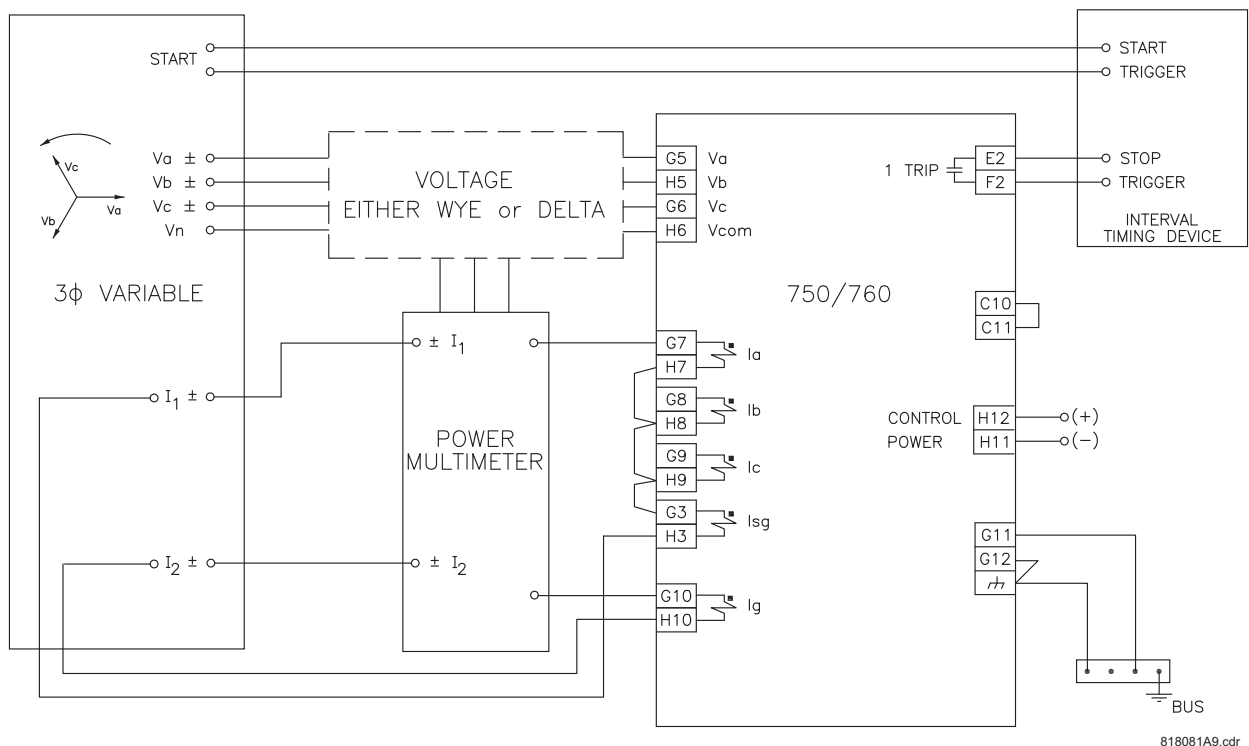 START
Va ±
Vb ±
Vc ±
Vn
Vc
Va
Vb
3ϕ VARIABLE
I1 ±
I2 ±
VOLTAGE
EITHER WYE or DELTA
± I1
POWER
MULTIMETER
± I2
G5 Va
H5 Vb
G6 Vc
H6 Vcom
750/760
G7
H7
Ia
G8
H8
Ib
G9
H9
Ic
G3
H3
Isg
G10
H10
Ig
1 TRIP
E2
F2
C10
C11
CONTROL H12 (+)
POWER H11 (−)
G11
G12
BUS
START
TRIGGER
STOP
TRIGGER
INTERVAL
TIMING DEVICE
818081A9.cdr